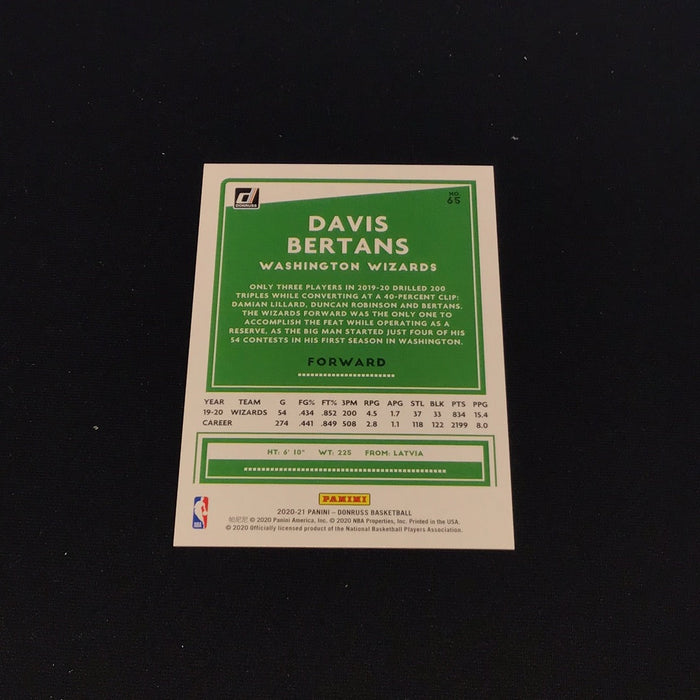 DONRUSS
NO.
65
DAVIS
BERTANS
WASHINGTON WIZARDS
ONLY THREE PLAYERS IN 2019-20 DRILLED 200
TRIPLES WHILE CONVERTING AT A 40-PERCENT CLIP:
DAMIAN LILLARD, DUNCAN ROBINSON AND BERTANS.
THE WIZARDS FORWARD WAS THE ONLY ONE TO
ACCOMPLISH THE FEAT WHILE OPERATING AS A
RESERVE, AS THE BIG MAN STARTED JUST FOUR OF HIS
54 CONTESTS IN HIS FIRST SEASON IN WASHINGTON.
FORWARD
YEAR TEAM G FG% FT% 3PM RPG APG STL BLK PTS PPG
19-20 WIZARDS 54 .434 .852 200 4.5 1.7 37 33 834 15.4
CAREER 274 .441 .849 508 2.8 1.1 118 122 2199 8.0
HT: 6' 10" WT: 225 FROM: LATVIA
PANINI
2020-21 PANINI – DONRUSS BASKETBALL
帕尼尼 © 2020 Panini America, Inc. © 2020 NBA Properties, Inc. Printed in the USA.
© 2020 Officially licensed product of the National Basketball Players Association.
NBA